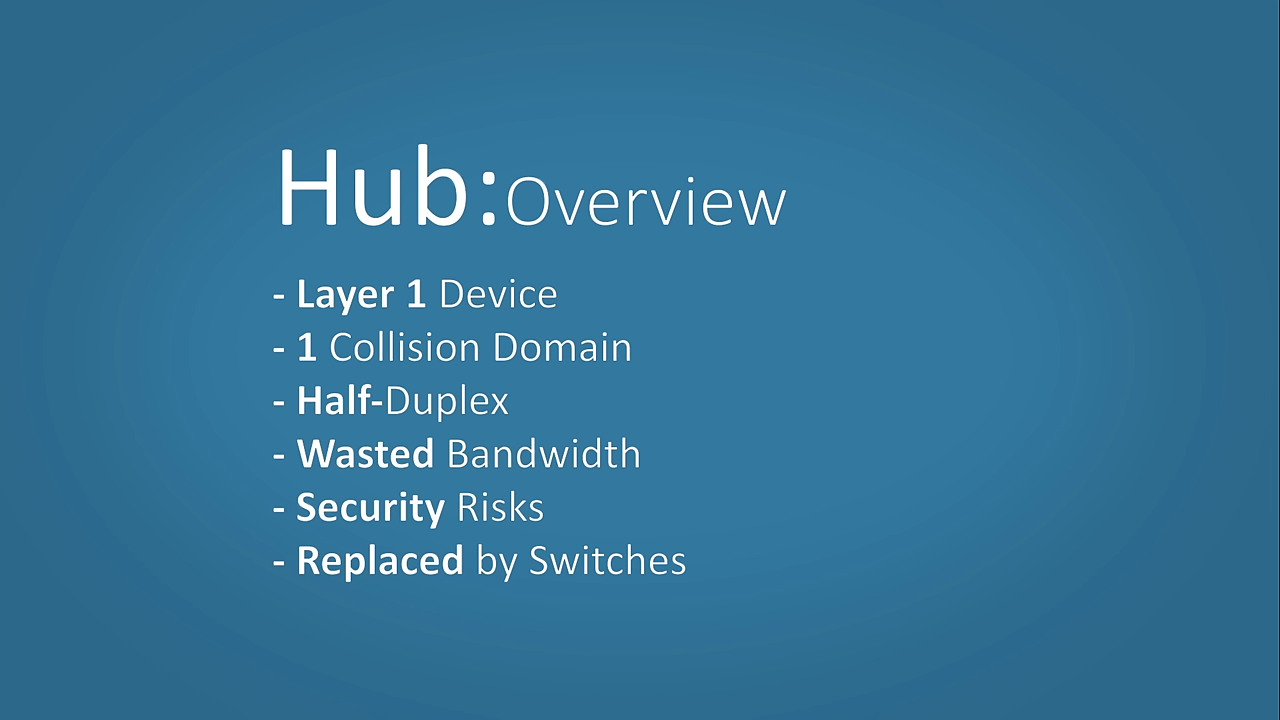 Hub:Overview
- Layer 1 Device
- 1 Collision Domain
- Half-Duplex
- Wasted Bandwidth
- Security Risks
- Replaced by Switches